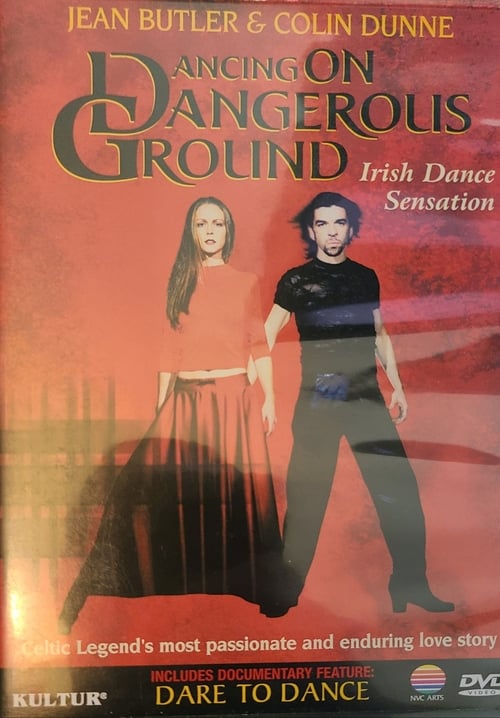 JEAN BUTLER & COLIN DUNNE
DANCING ON
DANGEROUS
GROUND
Irish Dance
Sensation
Celtic Legend's most passionate and enduring love story
INCLUDES DOCUMENTARY FEATURE:
DARE TO DANCE
KULTUR®
NVC ARTS
DVD
VIDEO